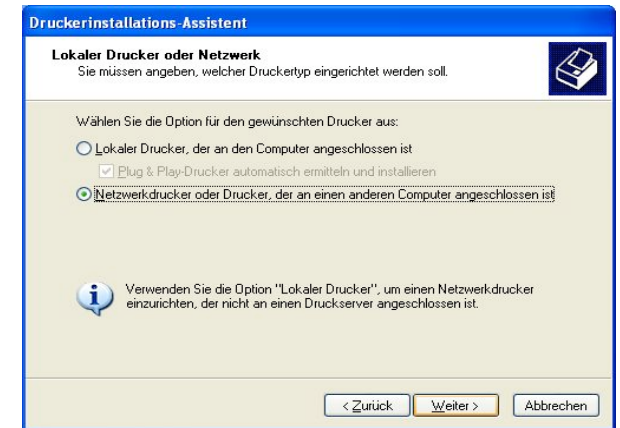 Druckerinstallations-Assistent
Lokaler Drucker oder Netzwerk
Sie müssen angeben, welcher Druckertyp eingerichtet werden soll.
Wählen Sie die Option für den gewünschten Drucker aus:
Lokaler Drucker, der an den Computer angeschlossen ist
Plug & Play-Drucker automatisch ermitteln und installieren
Netzwerkdrucker oder Drucker, der an einen anderen Computer angeschlossen ist
Verwenden Sie die Option "Lokaler Drucker", um einen Netzwerkdrucker
einzurichten, der nicht an einen Druckserver angeschlossen ist.
< Zurück Weiter > Abbrechen